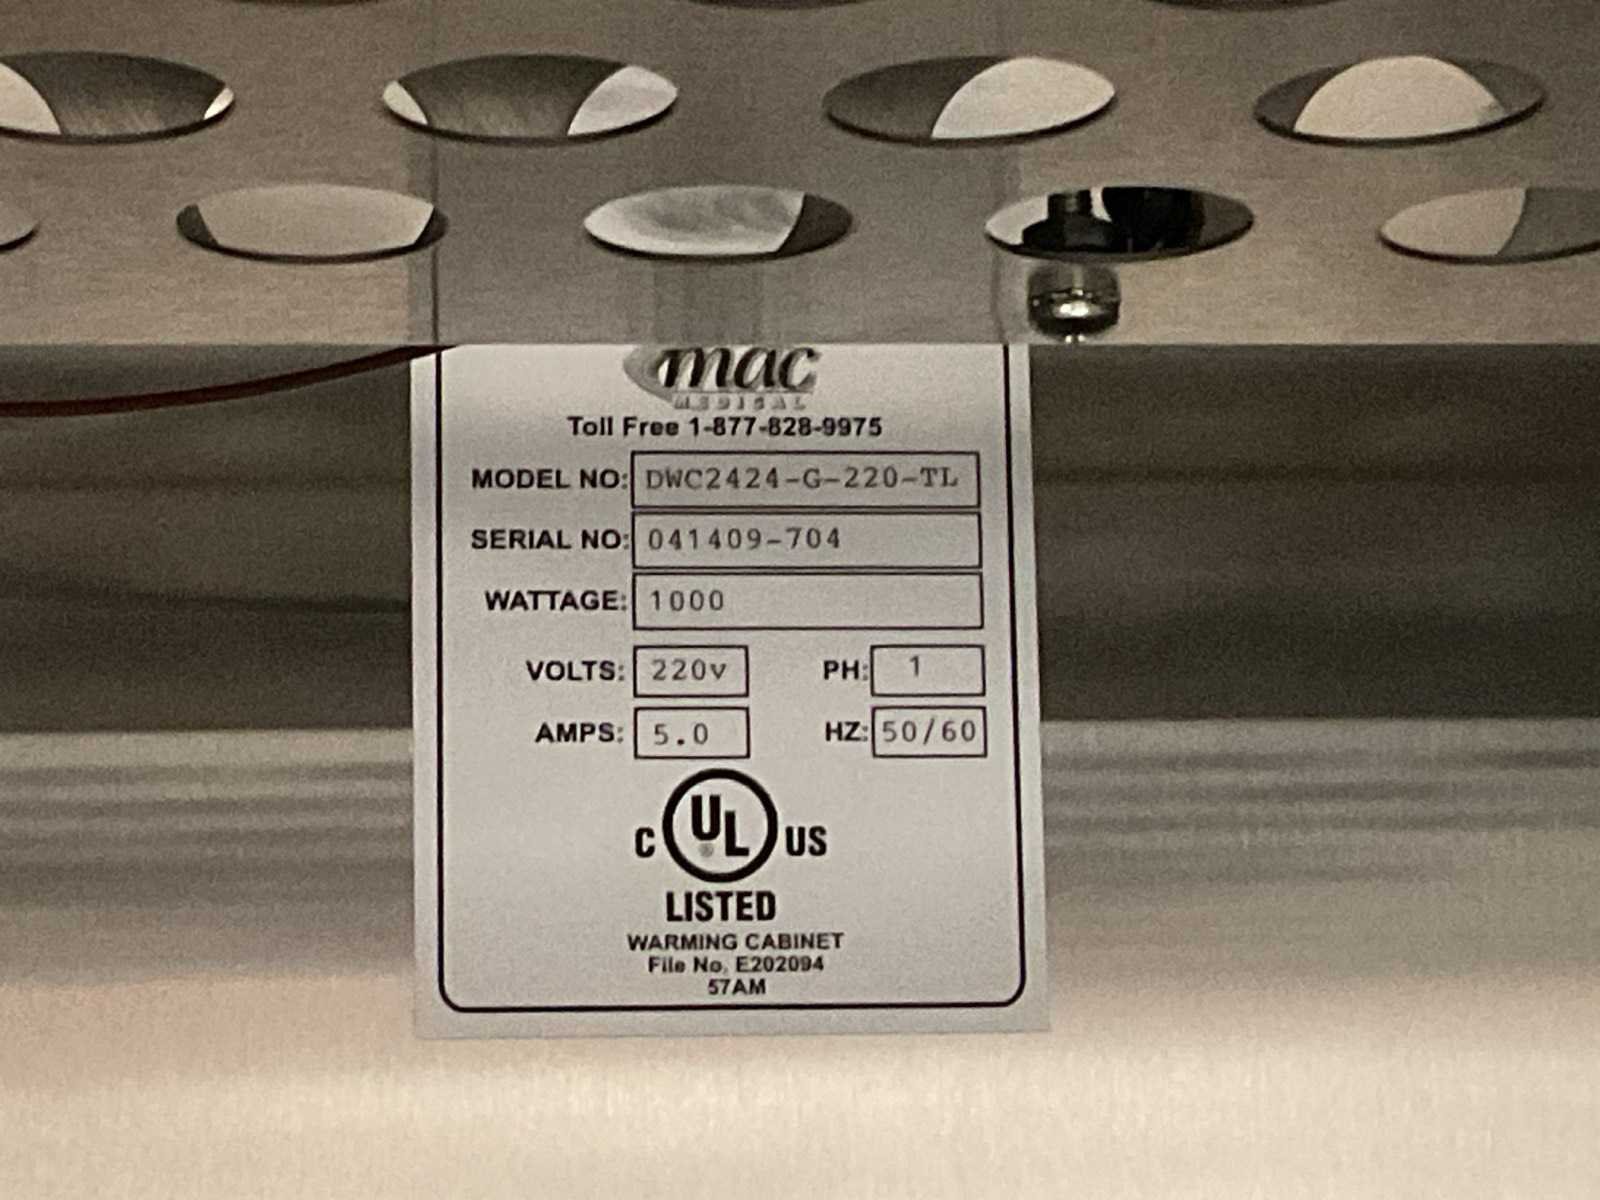 mac
MEDICAL
Toll Free 1-877-828-9975
MODEL NO: DWC2424-G-220-TL
SERIAL NO: 041409-704
WATTAGE: 1000
VOLTS: 220v PH: 1
AMPS: 5.0 HZ: 50/60
C UL ® US
LISTED
WARMING CABINET
File No. E202094
57AM